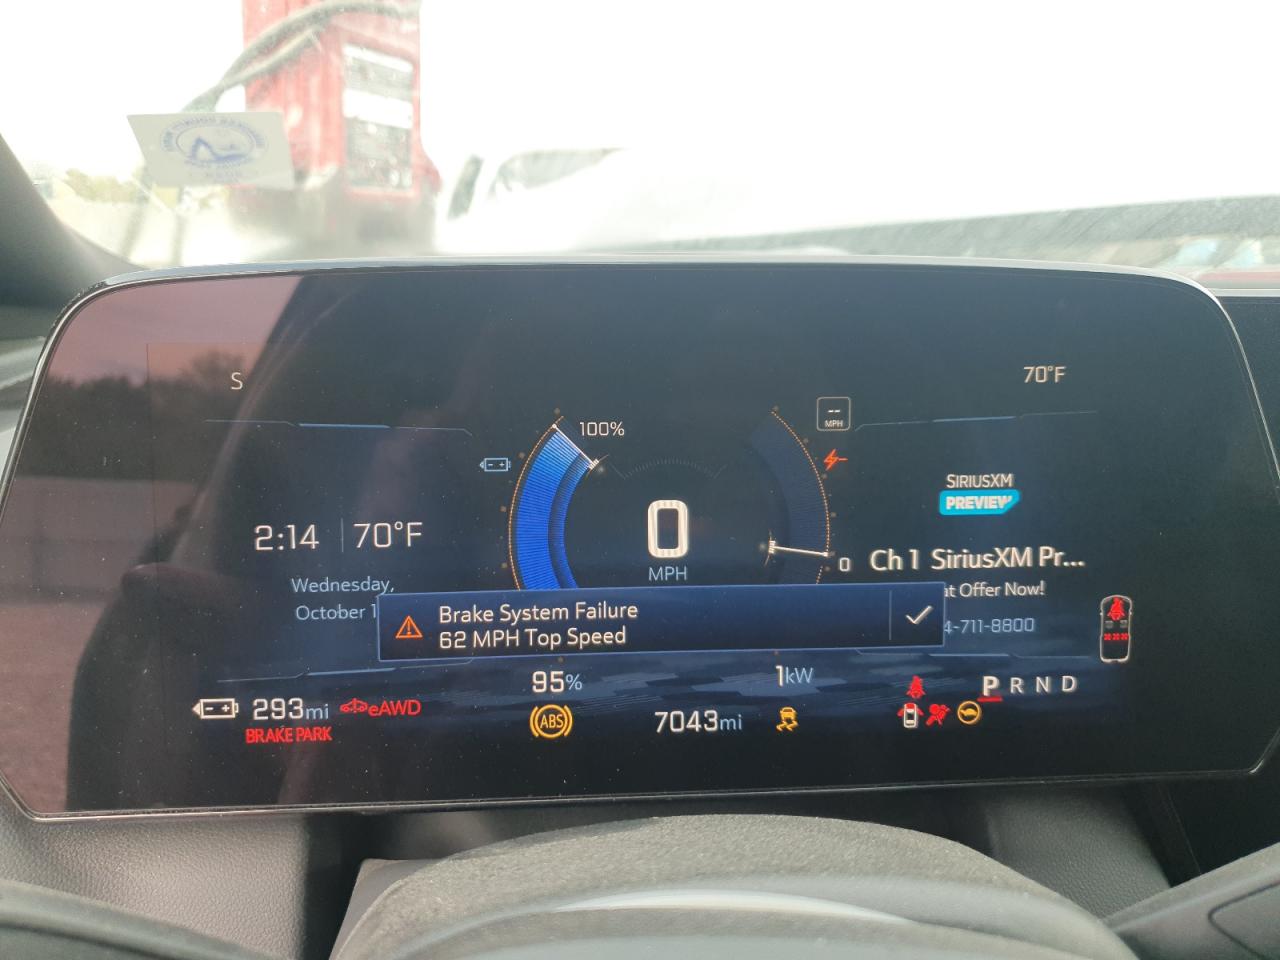 S
70°F
100%
--
MPH
SIRIUSXM
PREVIEW
2:14
70°F
0
MPH
0
Ch 1 SiriusXM Pr...
Wednesday,
October 1
t Offer Now!
4-711-8800
Brake System Failure
62 MPH Top Speed
95%
1kW
P R N D
293mi
eAWD
BRAKE PARK
ABS
7043mi